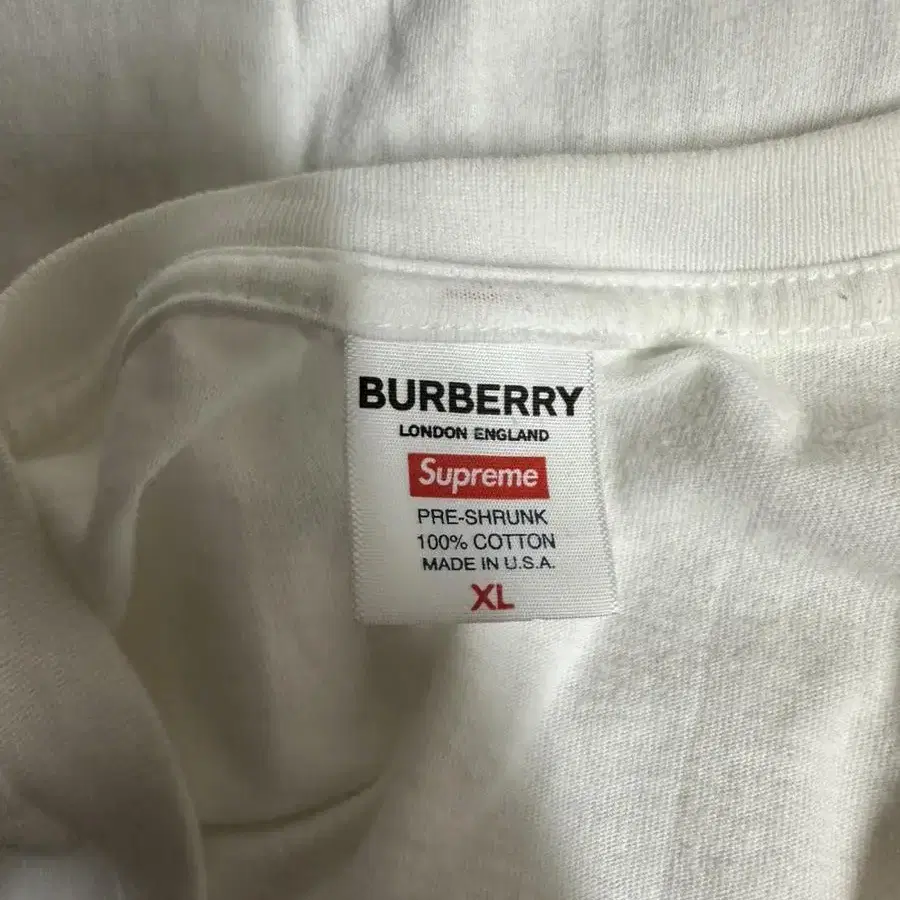 BURBERRY
LONDON ENGLAND
Supreme
PRE-SHRUNK
100% COTTON
MADE IN U.S.A.
XL